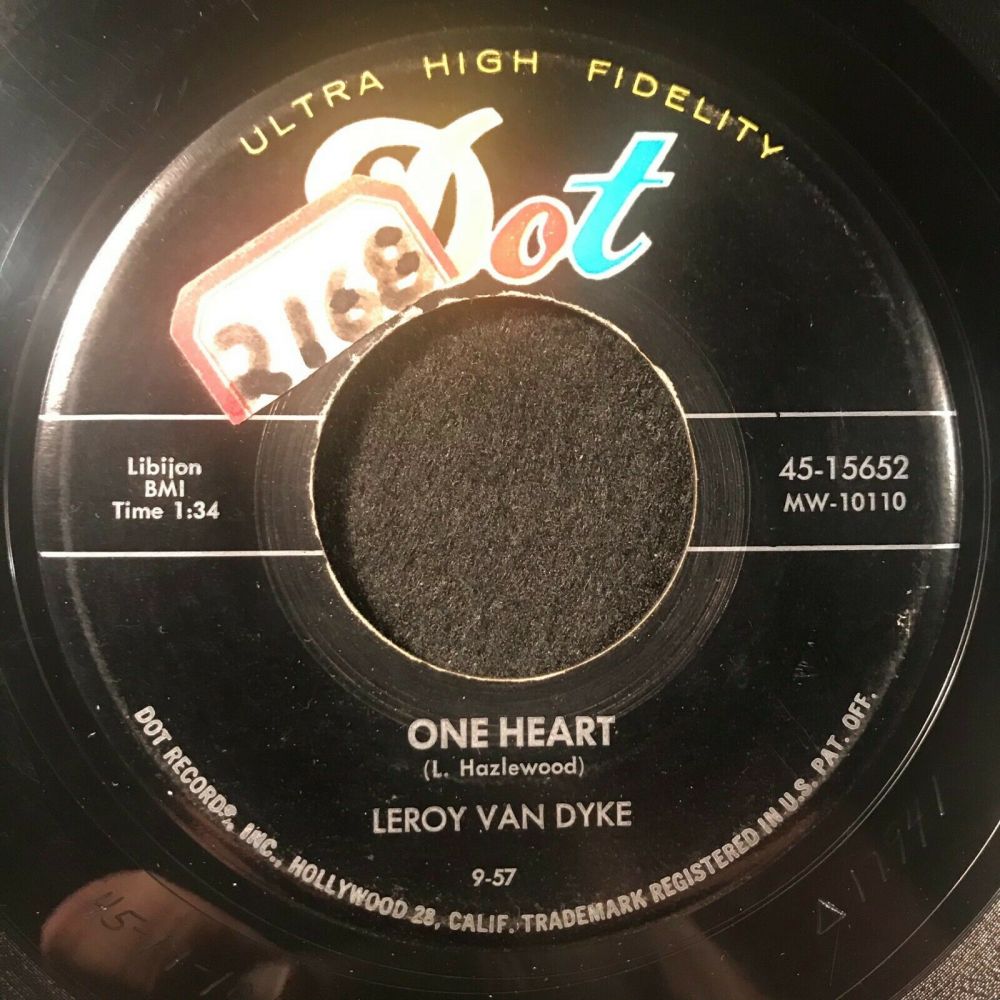 ULTRA HIGH FIDELITY
Dot
2168
Libijon
BMI
Time 1:34
45-15652
MW-10110
ONE HEART
(L. Hazlewood)
LEROY VAN DYKE
9-57
DOT RECORDS, INC., HOLLYWOOD 28, CALIF. TRADEMARK REGISTERED IN U.S. PAT. OFF.